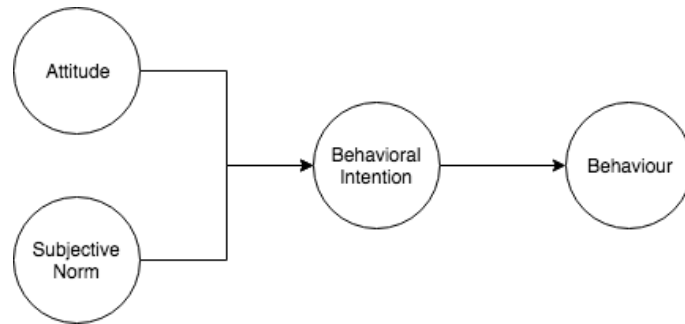 Attitude
Subjective
Norm
Behavioral
Intention
Behaviour